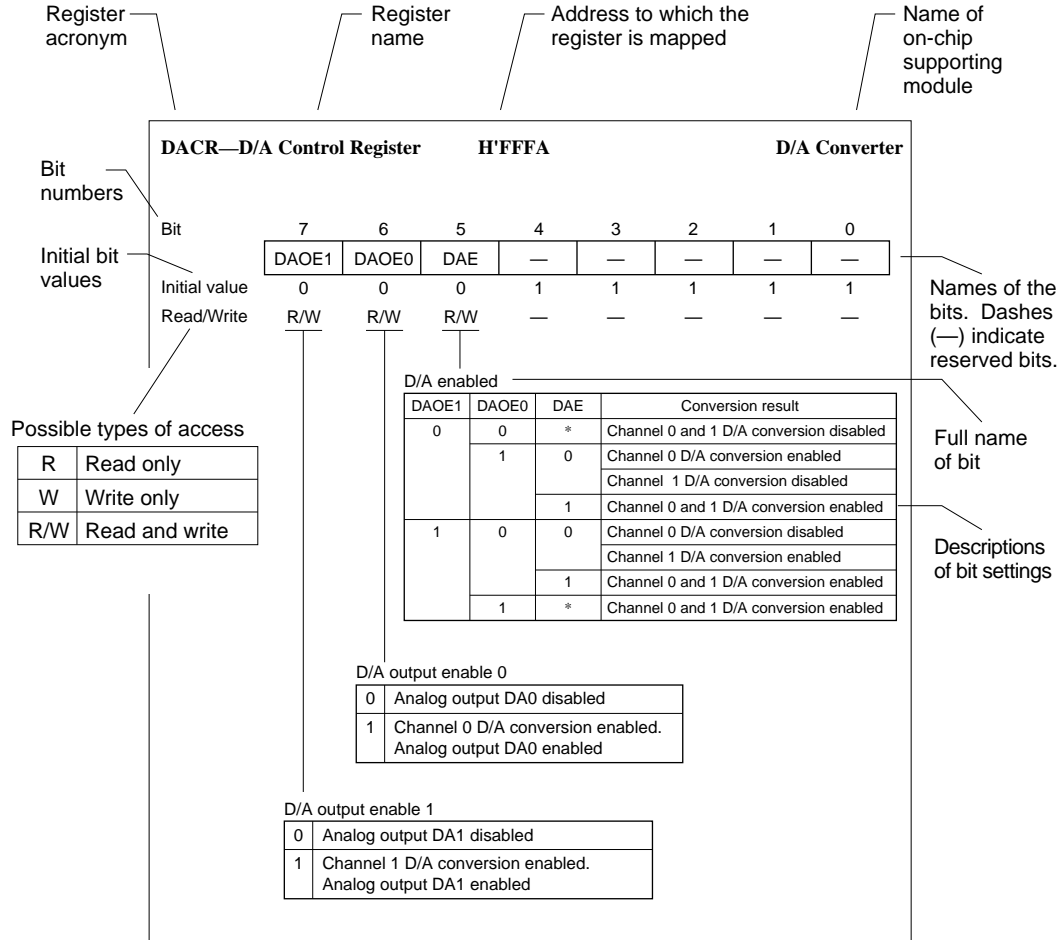 Register acronym
Register name
Address to which the register is mapped
Name of on-chip supporting module
DACR—D/A Control Register H'FFFA D/A Converter
Bit numbers
Bit 7 6 5 4 3 2 1 0
Initial bit values
DAOE1 DAOE0 DAE — — — — —
Initial value 0 0 0 1 1 1 1 1
Read/Write R/W R/W R/W — — — — —
Names of the bits. Dashes (—) indicate reserved bits.
Possible types of access
R Read only
W Write only
R/W Read and write
D/A enabled
DAOE1 DAOE0 DAE Conversion result
0 0 * Channel 0 and 1 D/A conversion disabled
1 0 Channel 0 D/A conversion enabled
Channel 1 D/A conversion disabled
1 Channel 0 and 1 D/A conversion enabled
1 0 0 Channel 0 D/A conversion disabled
Channel 1 D/A conversion enabled
1 Channel 0 and 1 D/A conversion enabled
1 * Channel 0 and 1 D/A conversion enabled
Full name of bit
Descriptions of bit settings
D/A output enable 0
0 Analog output DA0 disabled
1 Channel 0 D/A conversion enabled.
Analog output DA0 enabled
D/A output enable 1
0 Analog output DA1 disabled
1 Channel 1 D/A conversion enabled.
Analog output DA1 enabled